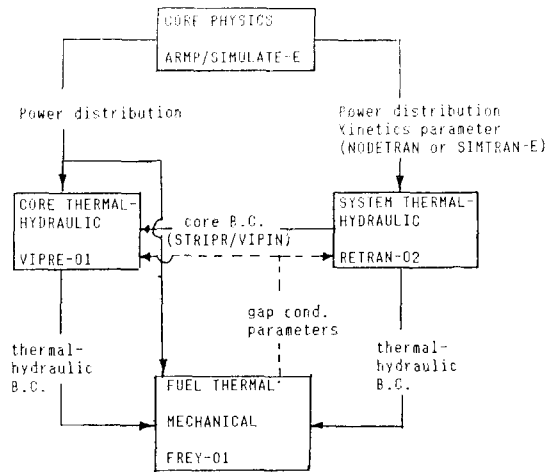 CORE PHYSICS
ARMP/SIMULATE-E
Power distribution
Power distribution
Kinetics parameter
(NODETRAN or SIMTRAN-E)
CORE THERMAL-
HYDRAULIC
VIPRE-01
core B.C.
(STRIPR/VIPIN)
SYSTEM THERMAL-
HYDRAULIC
RETRAN-02
gap cond.
parameters
thermal-
hydraulic
B.C.
thermal-
hydraulic
B.C.
FUEL THERMAL
MECHANICAL
FREY-01